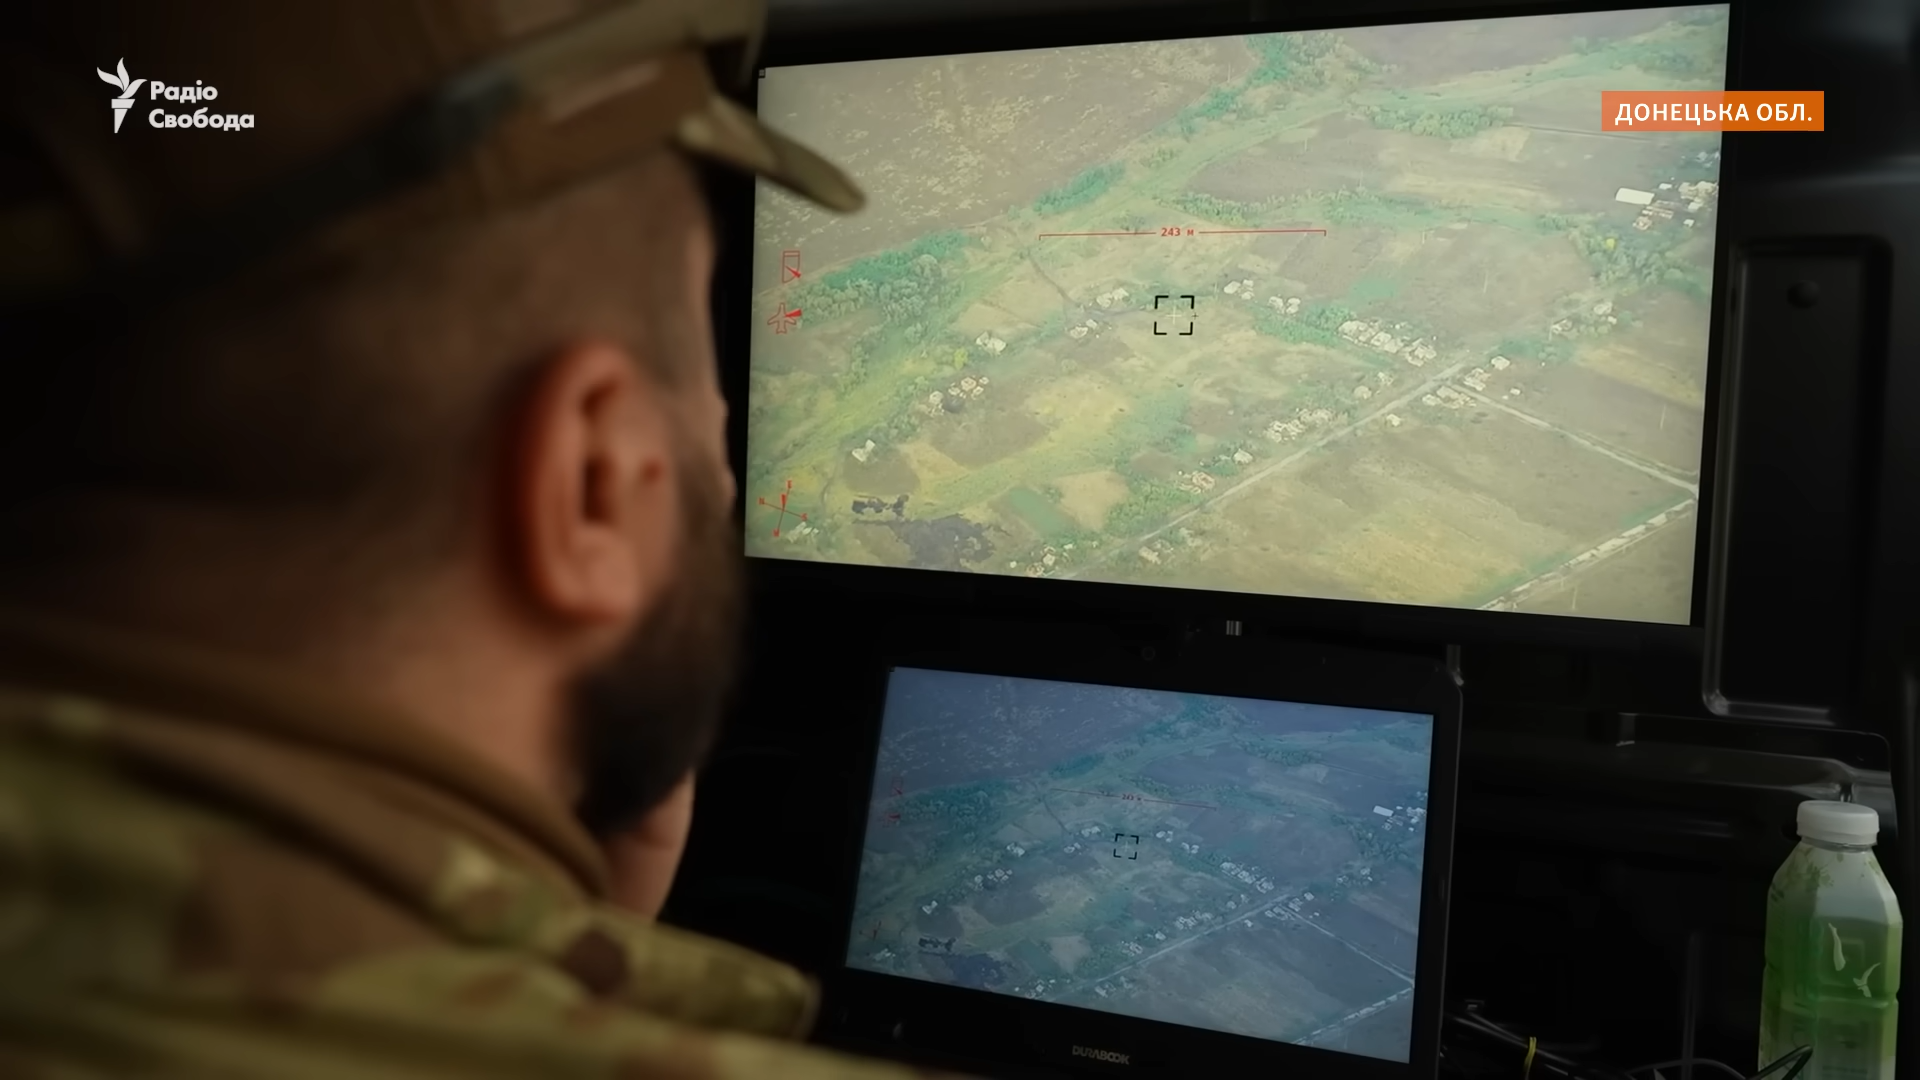 Радіо
Свобода
ДОНЕЦЬКА ОБЛ.
243 м
243 м
DURABOOK